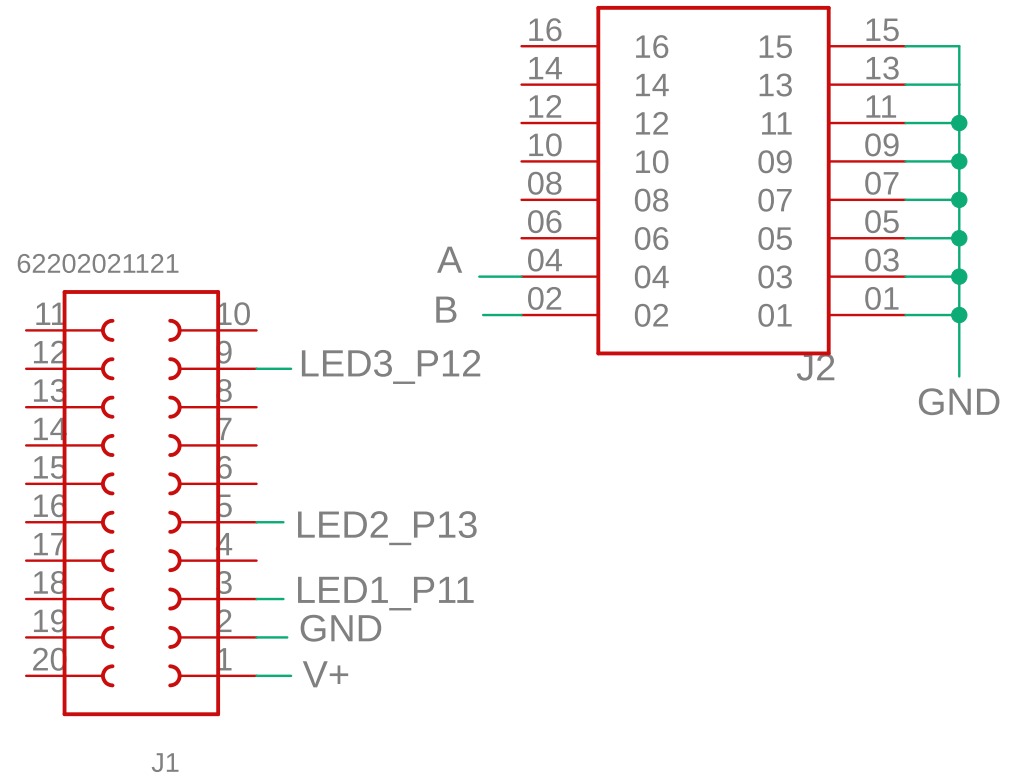 16 16 15 15
14 14 13 13
12 12 11 11
10 10 09 09
08 08 07 07
06 06 05 05
A 04 04 03 03
B 02 02 01 01
J2
GND
62202021121
11 10
12 9 LED3_P12
13 8
14 7
15 6
16 5 LED2_P13
17 4
18 3 LED1_P11
19 2 GND
20 1 V+
J1